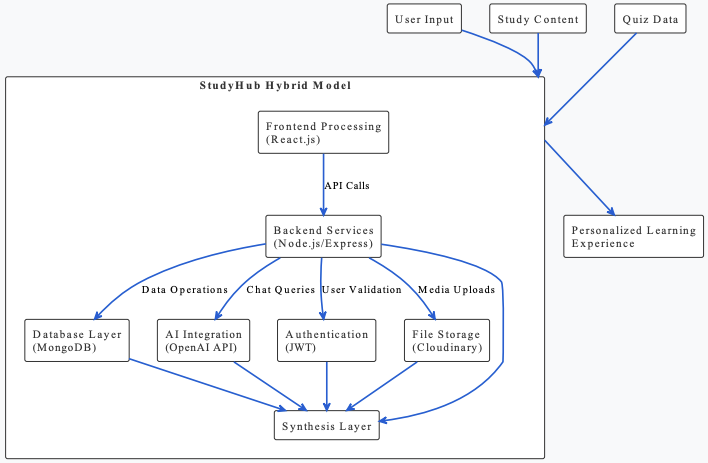 User Input
Study Content
Quiz Data
StudyHub Hybrid Model
Frontend Processing
(React.js)
API Calls
Backend Services
(Node.js/Express)
Personalized Learning
Experience
Data Operations
Chat Queries
User Validation
Media Uploads
Database Layer
(MongoDB)
AI Integration
(OpenAI API)
Authentication
(JWT)
File Storage
(Cloudinary)
Synthesis Layer